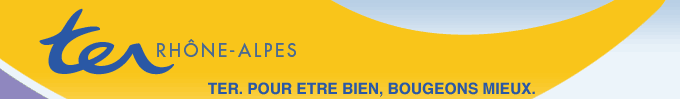 ter RHÔNE-ALPES
TER. POUR ETRE BIEN, BOUGEONS MIEUX.